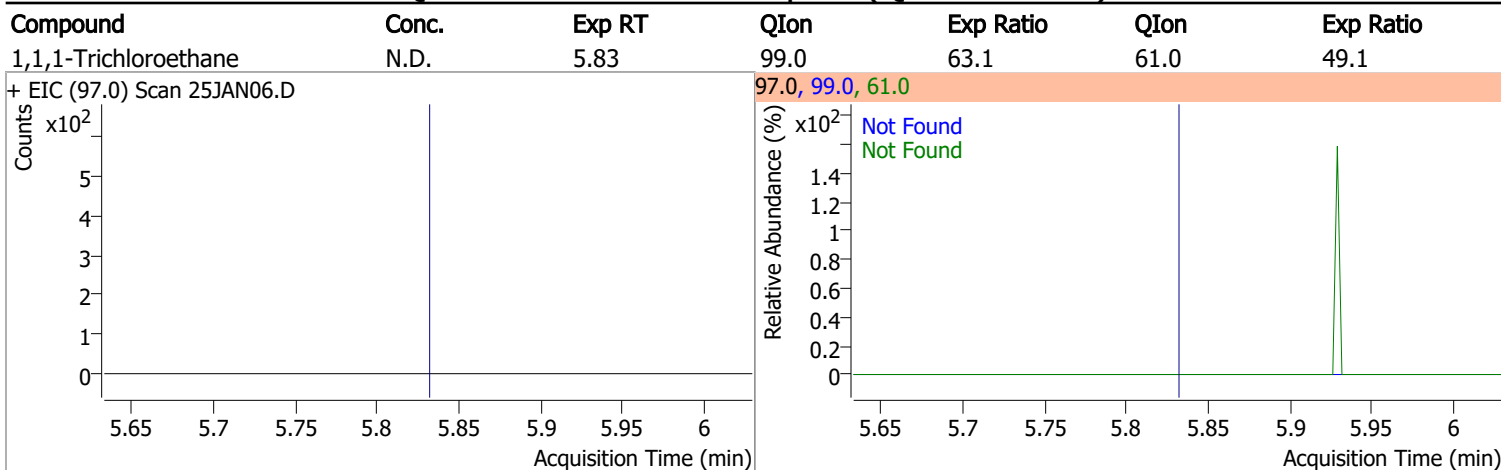 Compound Conc. Exp RT QIon Exp Ratio QIon Exp Ratio
1,1,1-Trichloroethane N.D. 5.83 99.0 63.1 61.0 49.1
+ EIC (97.0) Scan 25JAN06.D
Counts
x10²
5
4
3
2
1
0
5.65 5.7 5.75 5.8 5.85 5.9 5.95 6
Acquisition Time (min)
97.0, 99.0, 61.0
Relative Abundance (%)
x10²
Not Found
Not Found
1.4
1.2
1
0.8
0.6
0.4
0.2
0
5.65 5.7 5.75 5.8 5.85 5.9 5.95 6
Acquisition Time (min)